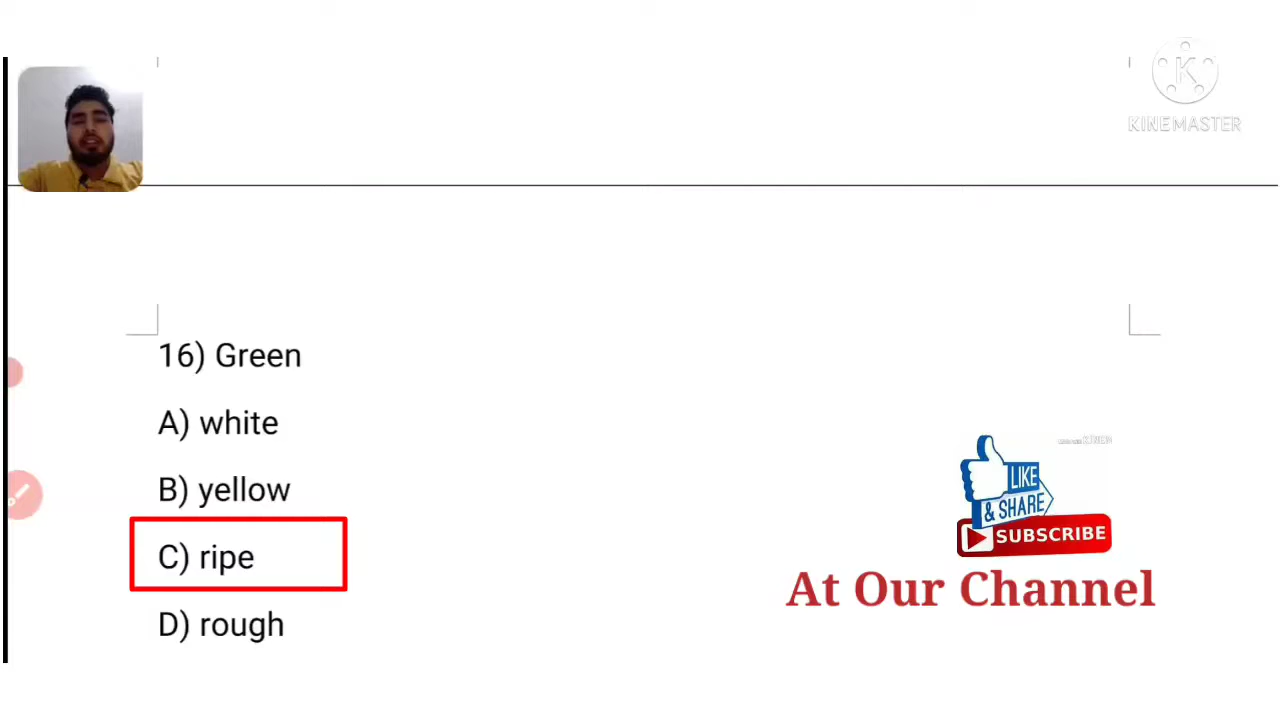 KINEMASTER
16) Green
A) white
B) yellow
C) ripe
D) rough
LIKE
& SHARE
SUBSCRIBE
At Our Channel